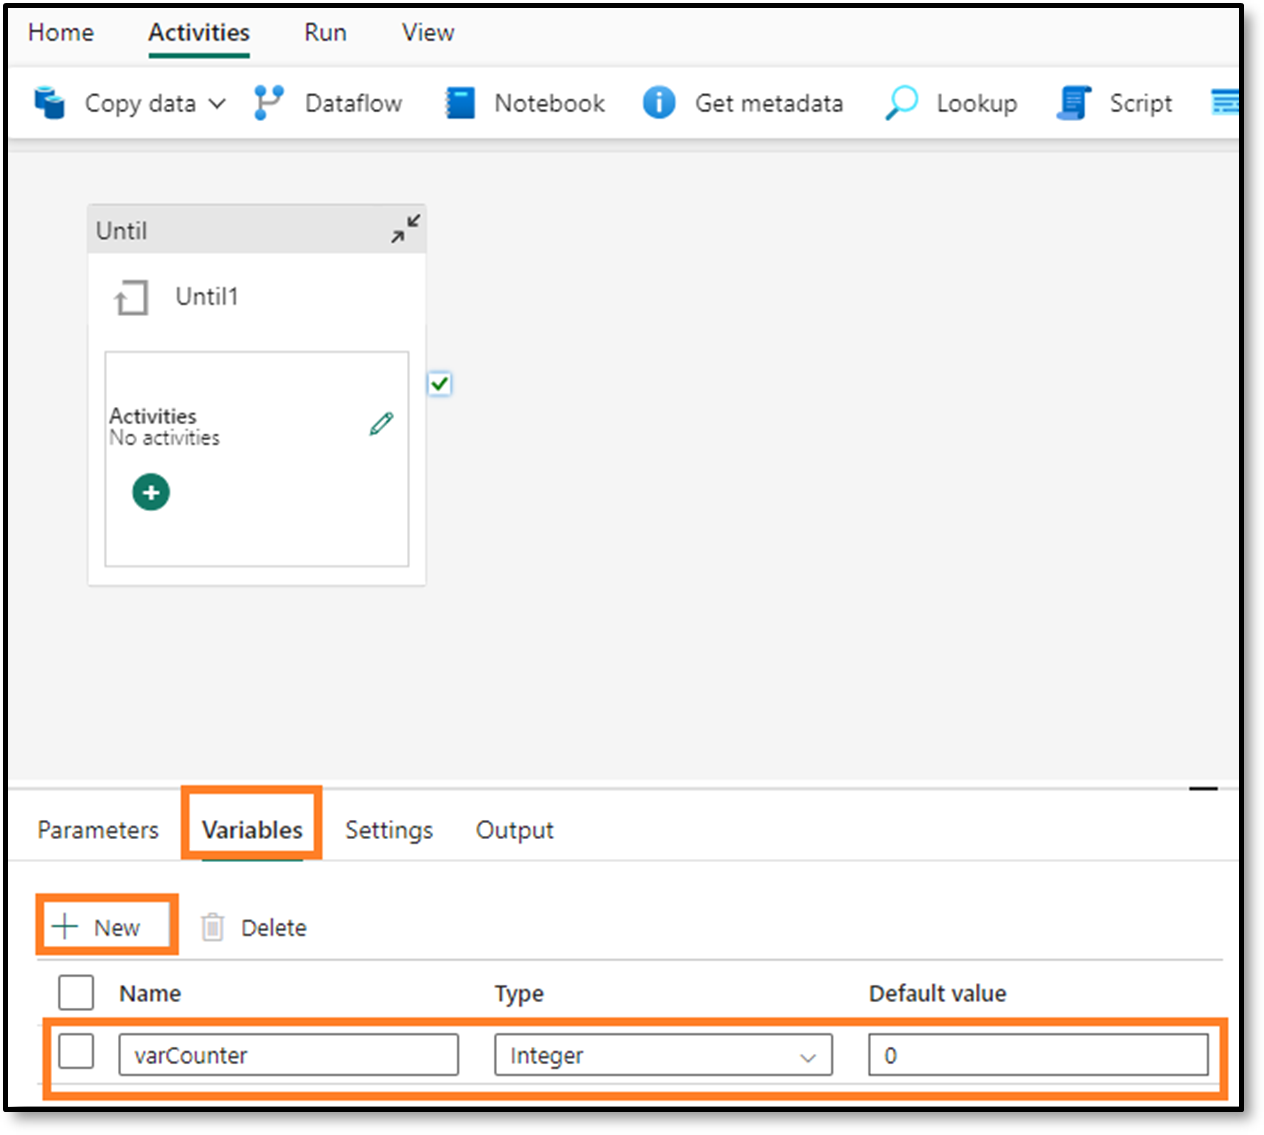 Home Activities Run View
Copy data Dataflow Notebook Get metadata Lookup Script
Until
Until1
Activities
No activities
Parameters Variables Settings Output
New Delete
Name Type Default value
varCounter Integer 0